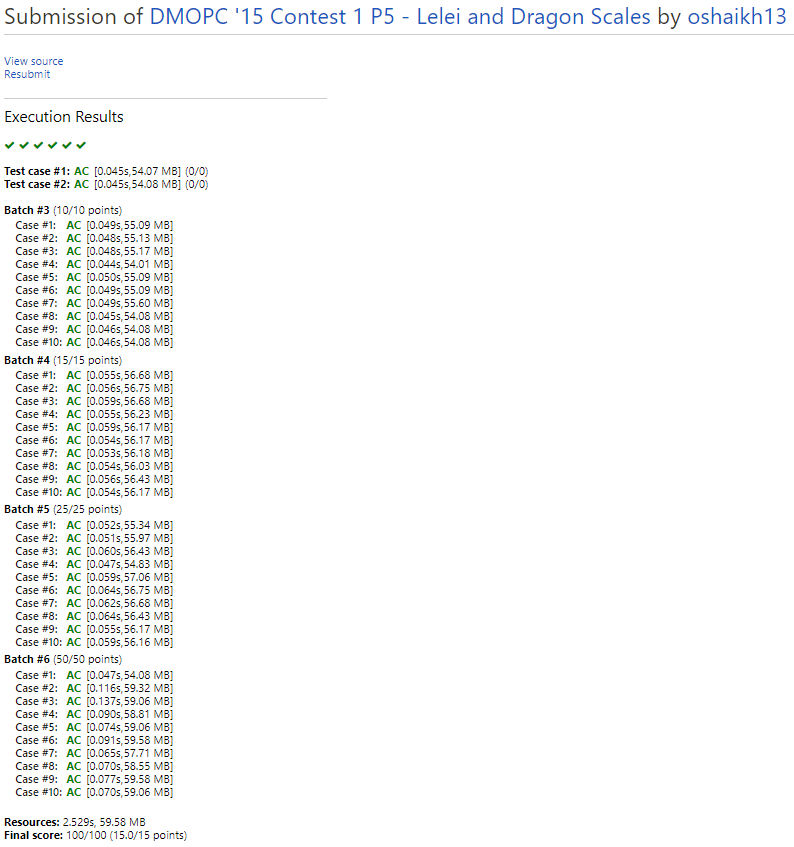 Submission of DMOPC '15 Contest 1 P5 - Lelei and Dragon Scales by oshaikh13
View source
Resubmit
Execution Results
Test case #1: AC [0.045s,54.07 MB] (0/0)
Test case #2: AC [0.045s,54.08 MB] (0/0)
Batch #3 (10/10 points)
Case #1: AC [0.049s,55.09 MB]
Case #2: AC [0.048s,55.13 MB]
Case #3: AC [0.048s,55.17 MB]
Case #4: AC [0.044s,54.01 MB]
Case #5: AC [0.050s,55.09 MB]
Case #6: AC [0.049s,55.09 MB]
Case #7: AC [0.049s,55.60 MB]
Case #8: AC [0.045s,54.08 MB]
Case #9: AC [0.046s,54.08 MB]
Case #10: AC [0.046s,54.08 MB]
Batch #4 (15/15 points)
Case #1: AC [0.055s,56.68 MB]
Case #2: AC [0.056s,56.75 MB]
Case #3: AC [0.059s,56.68 MB]
Case #4: AC [0.055s,56.23 MB]
Case #5: AC [0.059s,56.17 MB]
Case #6: AC [0.054s,56.17 MB]
Case #7: AC [0.053s,56.18 MB]
Case #8: AC [0.054s,56.03 MB]
Case #9: AC [0.056s,56.43 MB]
Case #10: AC [0.054s,56.17 MB]
Batch #5 (25/25 points)
Case #1: AC [0.052s,55.34 MB]
Case #2: AC [0.051s,55.97 MB]
Case #3: AC [0.060s,56.43 MB]
Case #4: AC [0.047s,54.83 MB]
Case #5: AC [0.059s,57.06 MB]
Case #6: AC [0.064s,56.75 MB]
Case #7: AC [0.062s,56.68 MB]
Case #8: AC [0.064s,56.43 MB]
Case #9: AC [0.055s,56.17 MB]
Case #10: AC [0.059s,56.16 MB]
Batch #6 (50/50 points)
Case #1: AC [0.047s,54.08 MB]
Case #2: AC [0.116s,59.32 MB]
Case #3: AC [0.137s,59.06 MB]
Case #4: AC [0.090s,58.81 MB]
Case #5: AC [0.074s,59.06 MB]
Case #6: AC [0.091s,59.58 MB]
Case #7: AC [0.065s,57.71 MB]
Case #8: AC [0.070s,58.55 MB]
Case #9: AC [0.077s,59.58 MB]
Case #10: AC [0.070s,59.06 MB]
Resources: 2.529s, 59.58 MB
Final score: 100/100 (15.0/15 points)